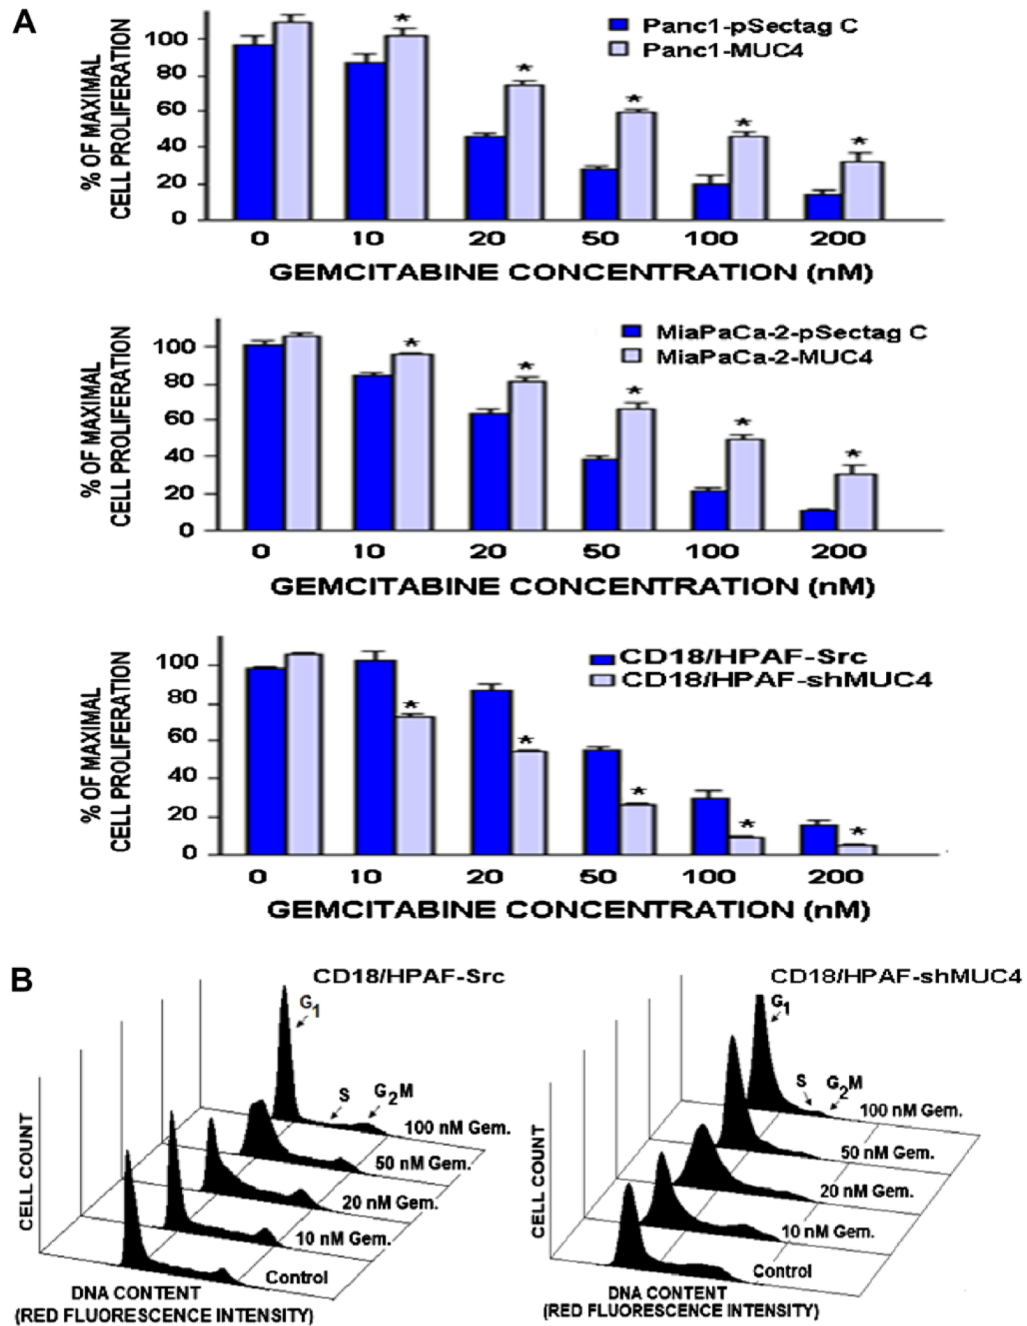 A
% OF MAXIMAL
CELL PROLIFERATION
100
80
60
40
20
0
Panc1-pSectag C
Panc1-MUC4
*
*
*
*
*
0 10 20 50 100 200
GEMCITABINE CONCENTRATION (nM)
% OF MAXIMAL
CELL PROLIFERATION
100
80
60
40
20
0
MiaPaCa-2-pSectag C
MiaPaCa-2-MUC4
*
*
*
*
*
0 10 20 50 100 200
GEMCITABINE CONCENTRATION (nM)
% OF MAXIMAL
CELL PROLIFERATION
100
80
60
40
20
0
CD18/HPAF-Src
CD18/HPAF-shMUC4
*
*
*
*
*
0 10 20 50 100 200
GEMCITABINE CONCENTRATION (nM)
B
CD18/HPAF-Src
G1
S
G2M
100 nM Gem.
50 nM Gem.
20 nM Gem.
10 nM Gem.
Control
CELL COUNT
DNA CONTENT
(RED FLUORESCENCE INTENSITY)
CD18/HPAF-shMUC4
G1
S
G2M
100 nM Gem.
50 nM Gem.
20 nM Gem.
10 nM Gem.
Control
CELL COUNT
DNA CONTENT
(RED FLUORESCENCE INTENSITY)